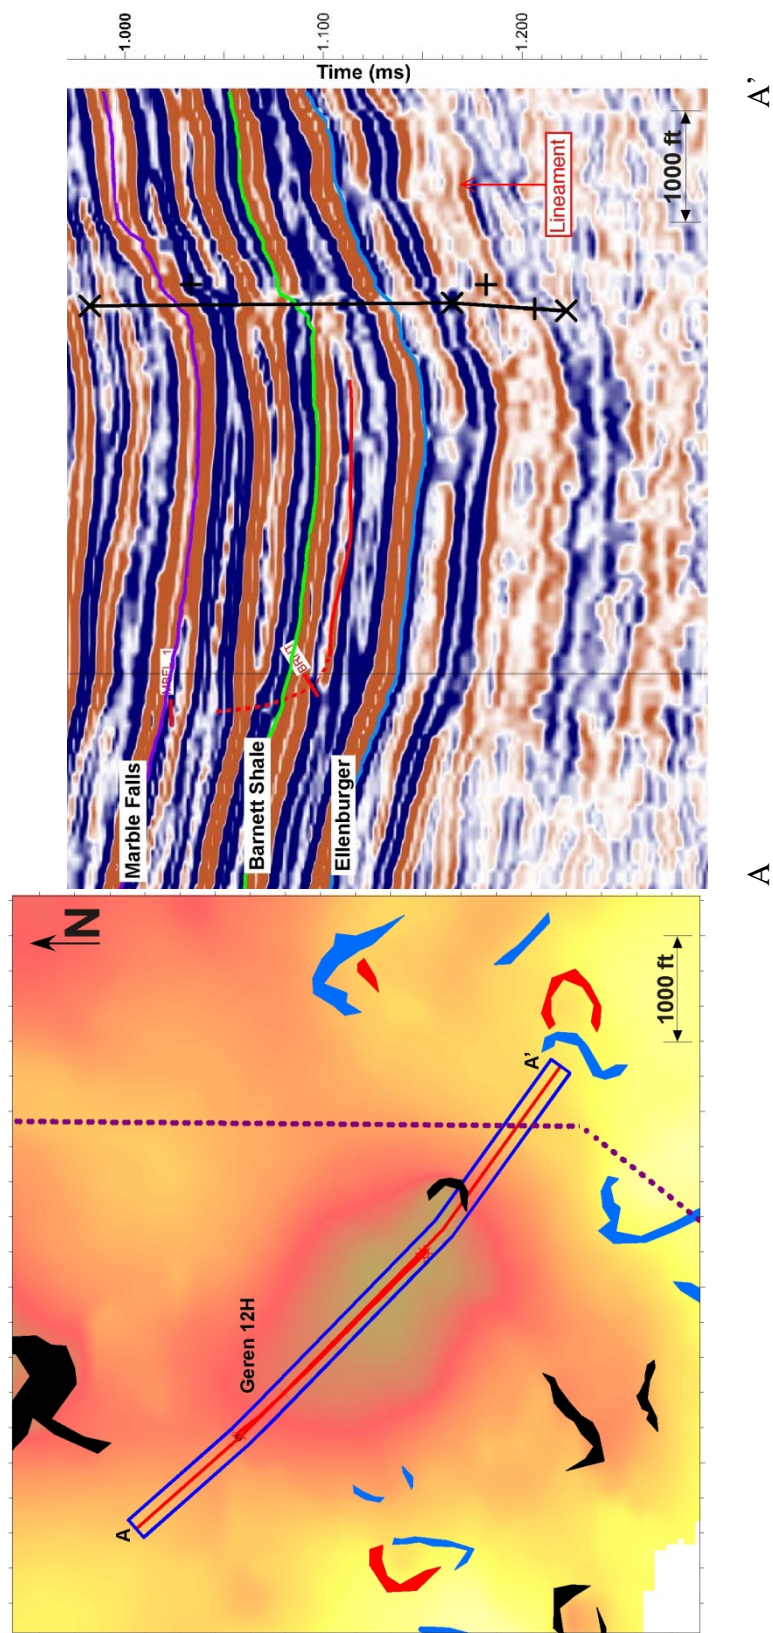 1.000
1.100
1.200
Time (ms)
A'
1000 ft
Lineament
Marble Falls
Barnett Shale
Ellenburger
A
N
1000 ft
Geren 12H
A
A'